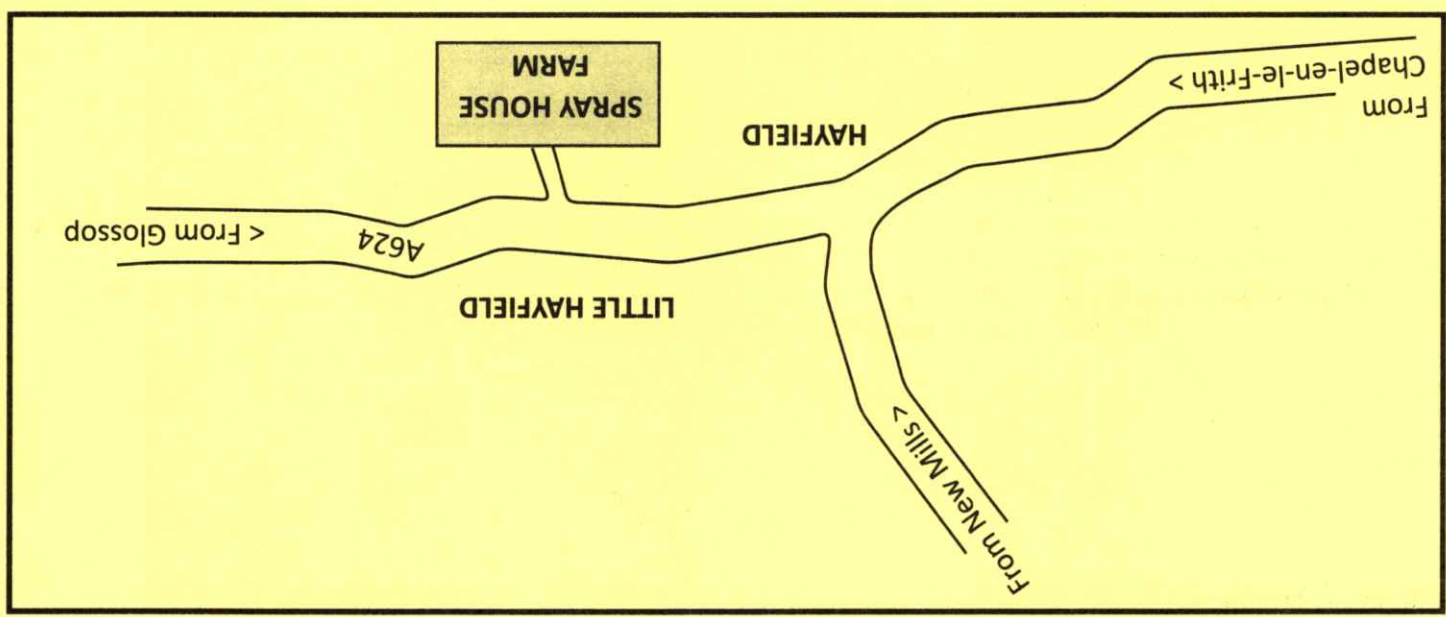 From New Mills >
LITTLE HAYFIELD
A624
< From Glossop
From
Chapel-en-le-Frith >
HAYFIELD
SPRAY HOUSE
FARM